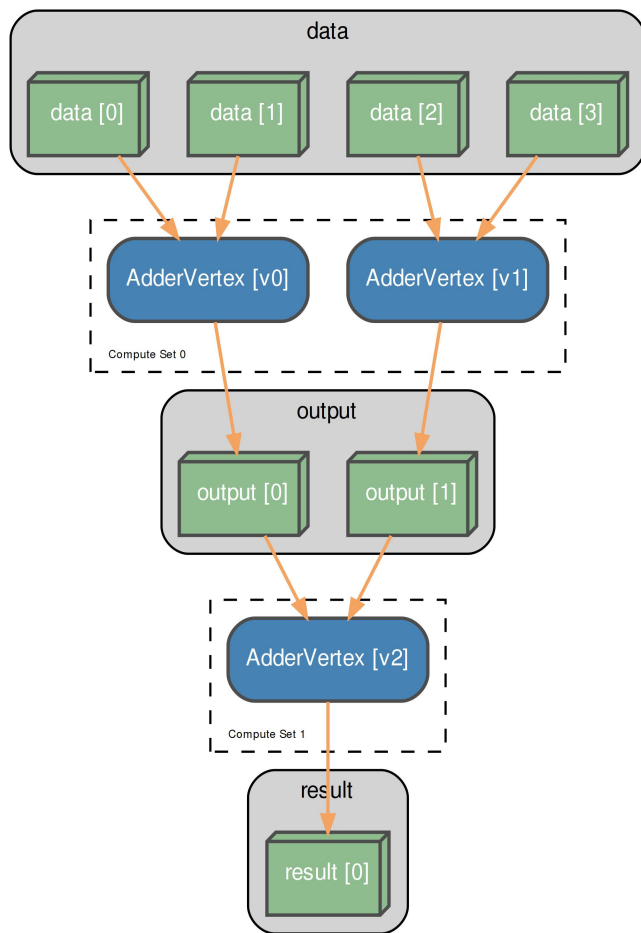 data
data [0]
data [1]
data [2]
data [3]
AdderVertex [v0]
AdderVertex [v1]
Compute Set 0
output
output [0]
output [1]
AdderVertex [v2]
Compute Set 1
result
result [0]